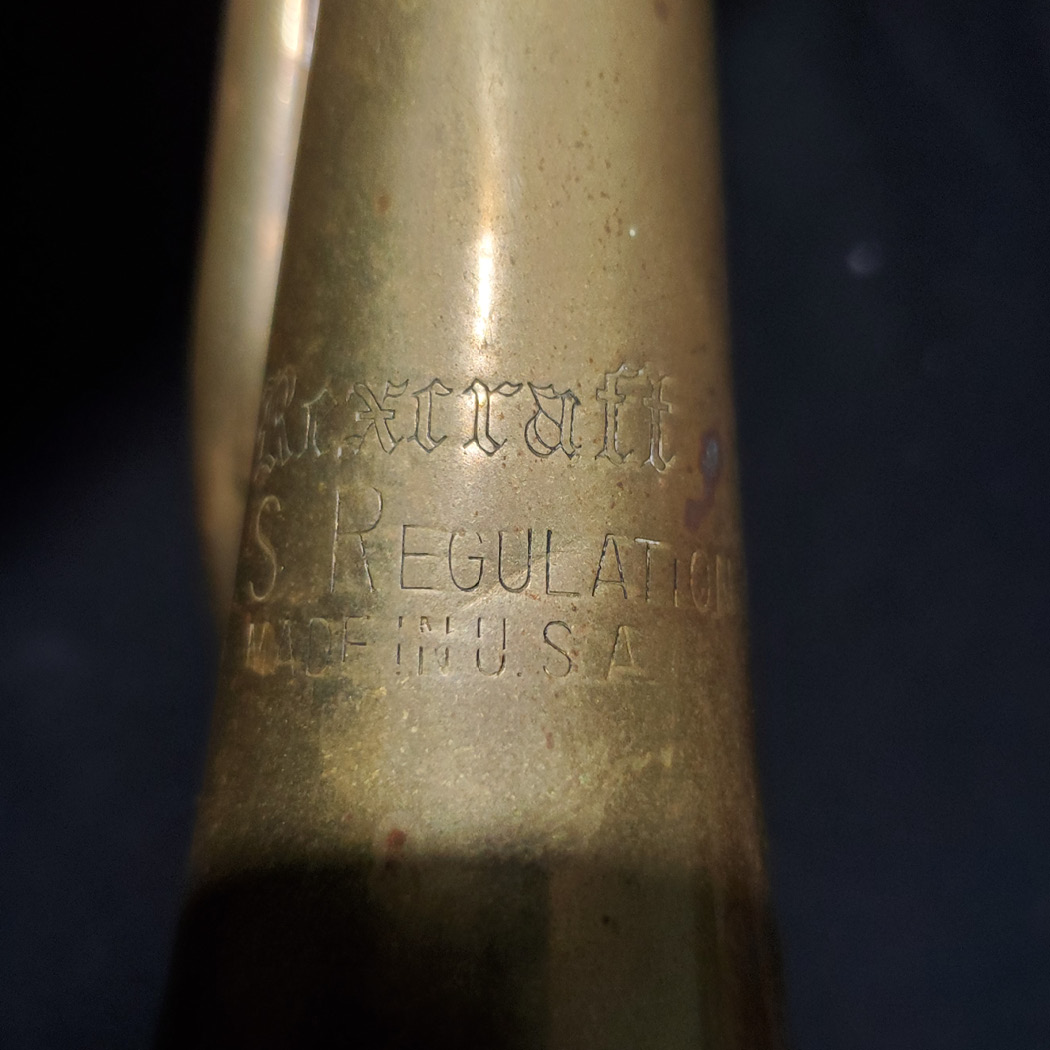 Rexcraft
S REGULATION
MADE IN U.S.A